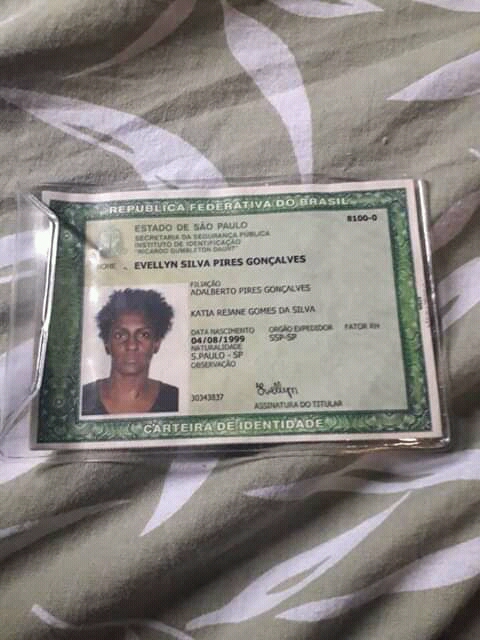 REPÚBLICA FEDERATIVA DO BRASIL
8100-0
ESTADO DE SÃO PAULO
SECRETARIA DA SEGURANÇA PÚBLICA
INSTITUTO DE IDENTIFICAÇÃO
"RICARDO GUMBLETON DAUNT"
NOME EVELLYN SILVA PIRES GONÇALVES
FILIAÇÃO
ADALBERTO PIRES GONÇALVES
KATIA REJANE GOMES DA SILVA
DATA NASCIMENTO ORGÃO EXPEDIDOR FATOR RH
04/08/1999 SSP-SP
NATURALIDADE
S.PAULO - SP
OBSERVAÇÃO
Evellyn
30343837
ASSINATURA DO TITULAR
CARTEIRA DE IDENTIDADE